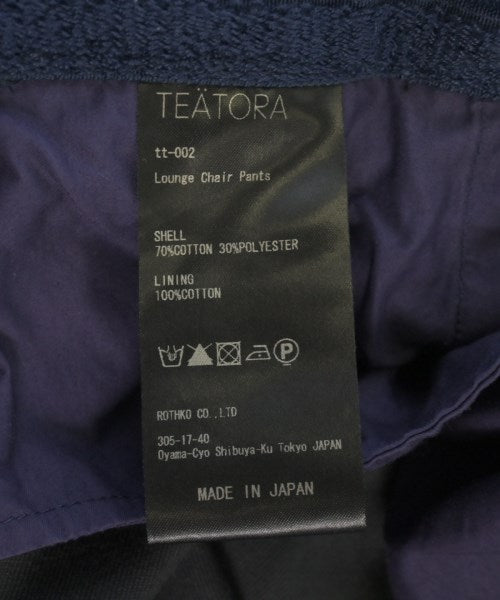 TEÄTORA
tt-002
Lounge Chair Pants
SHELL
70%COTTON 30%POLYESTER
LINING
100%COTTON
P
ROTHKO CO.,LTD
305-17-40
Oyama-Cyo Shibuya-Ku Tokyo JAPAN
MADE IN JAPAN